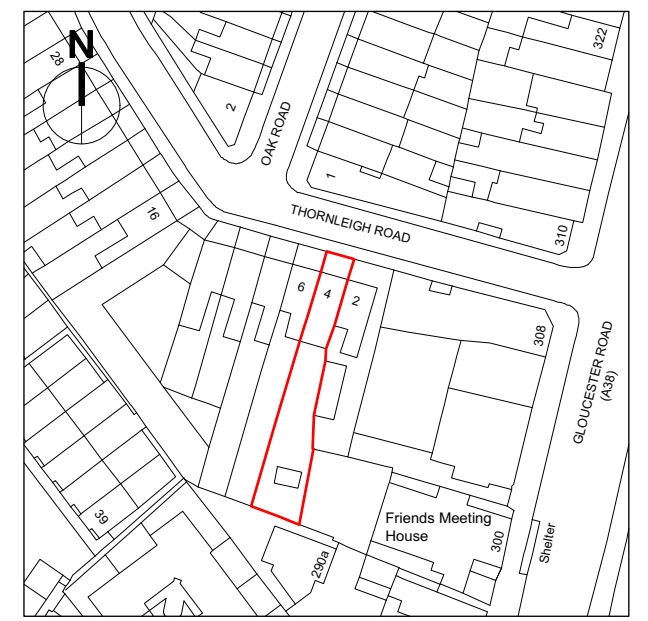 322
N
28
2
OAK ROAD
1
16
THORNLEIGH ROAD
310
6
4
2
308
GLOUCESTER ROAD
(A38)
39
Friends Meeting
House
300
Shelter
290a